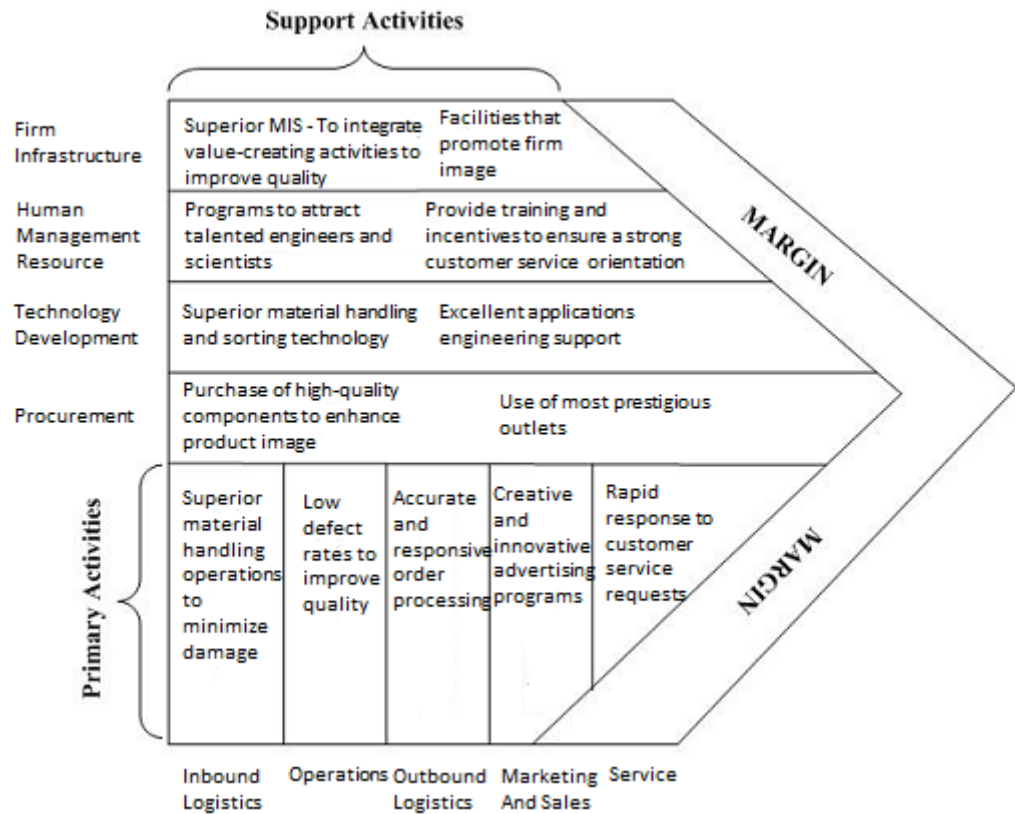 Support Activities
Firm
Infrastructure
Superior MIS - To integrate
value-creating activities to
improve quality
Facilities that
promote firm
image
Human
Management
Resource
Programs to attract
talented engineers and
scientists
Provide training and
incentives to ensure a strong
customer service orientation
MARGIN
Technology
Development
Superior material handling
and sorting technology
Excellent applications
engineering support
Procurement
Purchase of high-quality
components to enhance
product image
Use of most prestigious
outlets
Primary Activities
Superior
material
handling
operations
to
minimize
damage
Low
defect
rates to
improve
quality
Accurate
and
responsive
order
processing
Creative
and
innovative
advertising
programs
Rapid
response to
customer
service
requests
MARGIN
Inbound
Logistics
Operations
Outbound
Logistics
Marketing
And Sales
Service